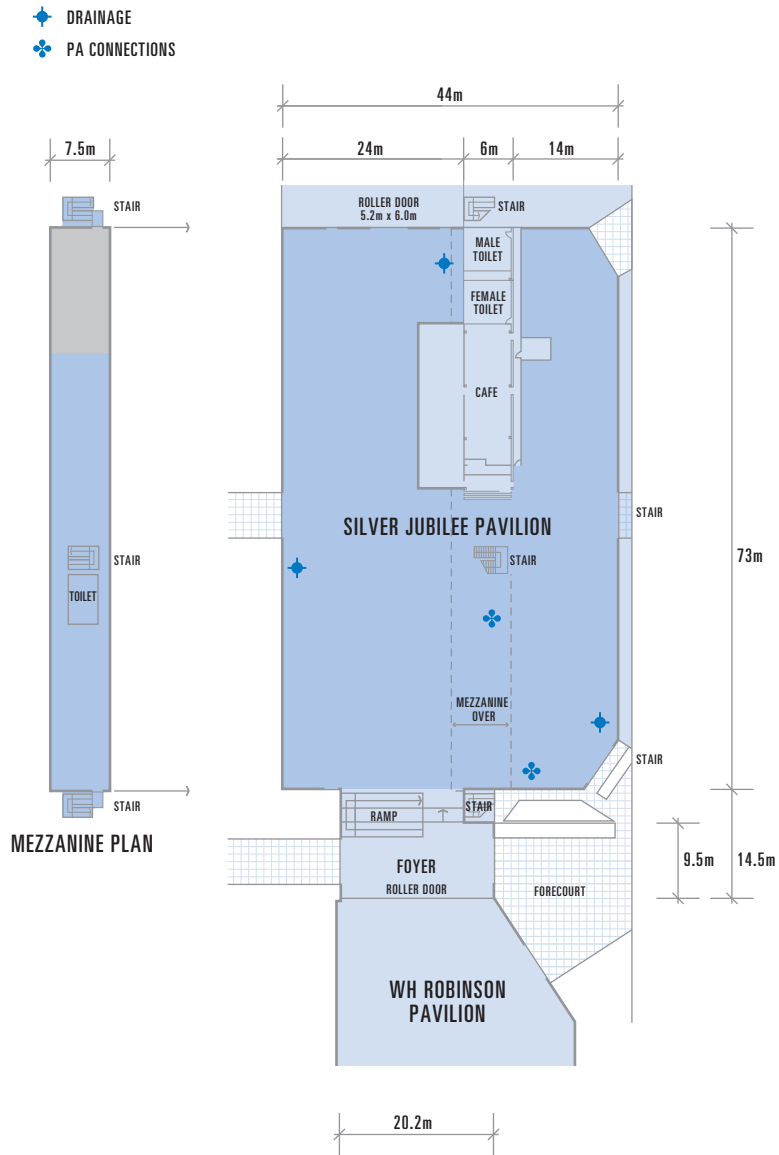 DRAINAGE
PA CONNECTIONS
44m
7.5m
24m
6m
14m
STAIR
ROLLER DOOR
5.2m x 6.0m
STAIR
MALE
TOILET
FEMALE
TOILET
CAFE
STAIR
SILVER JUBILEE PAVILION
STAIR
STAIR
73m
TOILET
MEZZANINE
OVER
STAIR
STAIR
STAIR
RAMP
MEZZANINE PLAN
FOYER
9.5m
14.5m
ROLLER DOOR
FORECOURT
WH ROBINSON
PAVILION
20.2m